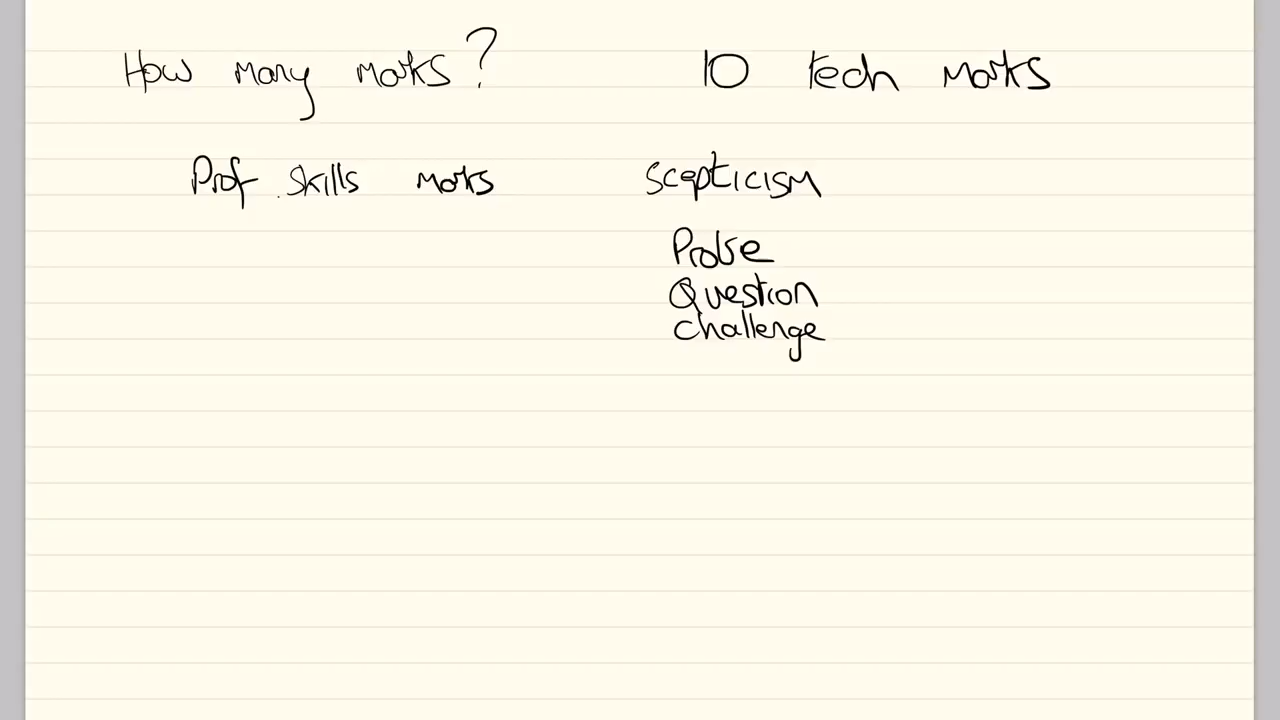 How many marks? 10 tech marks
Prof skills marks scepticism
Probe
Question
challenge